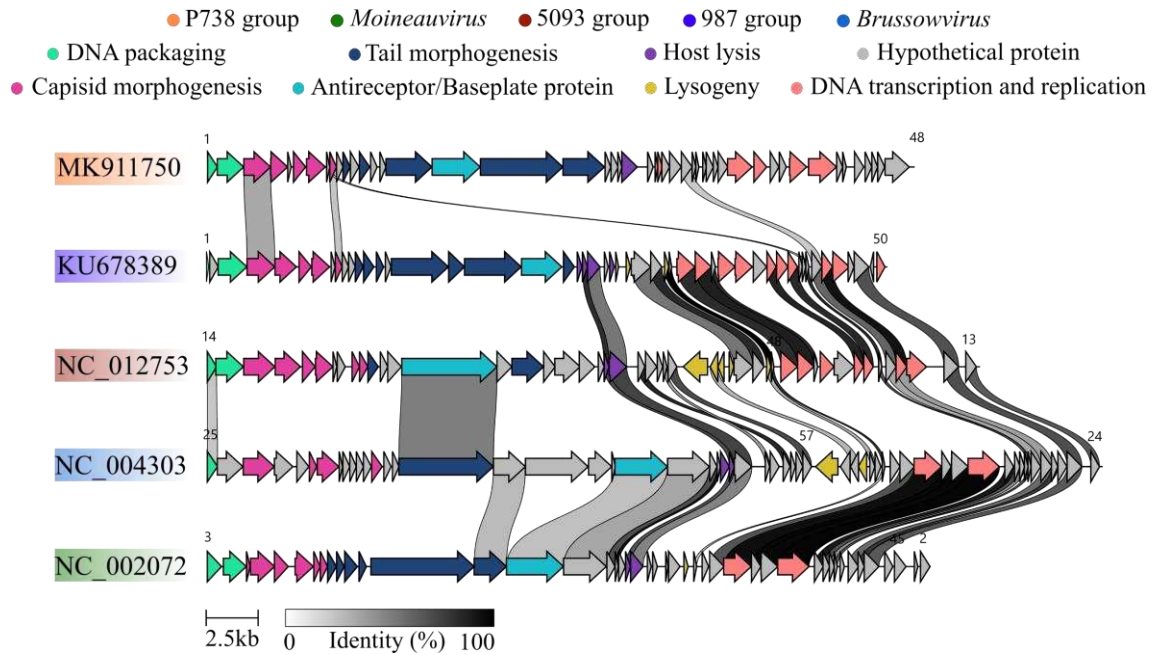 P738 group Moineauvirus 5093 group 987 group Brussowvirus
DNA packaging Tail morphogenesis Host lysis Hypothetical protein
Capisid morphogenesis Antireceptor/Baseplate protein Lysogeny DNA transcription and replication
1 48
MK911750
1 50
KU678389
14 48 13
NC_012753
25 57 24
NC_004303
3 45 2
NC_002072
2.5kb 0 Identity (%) 100